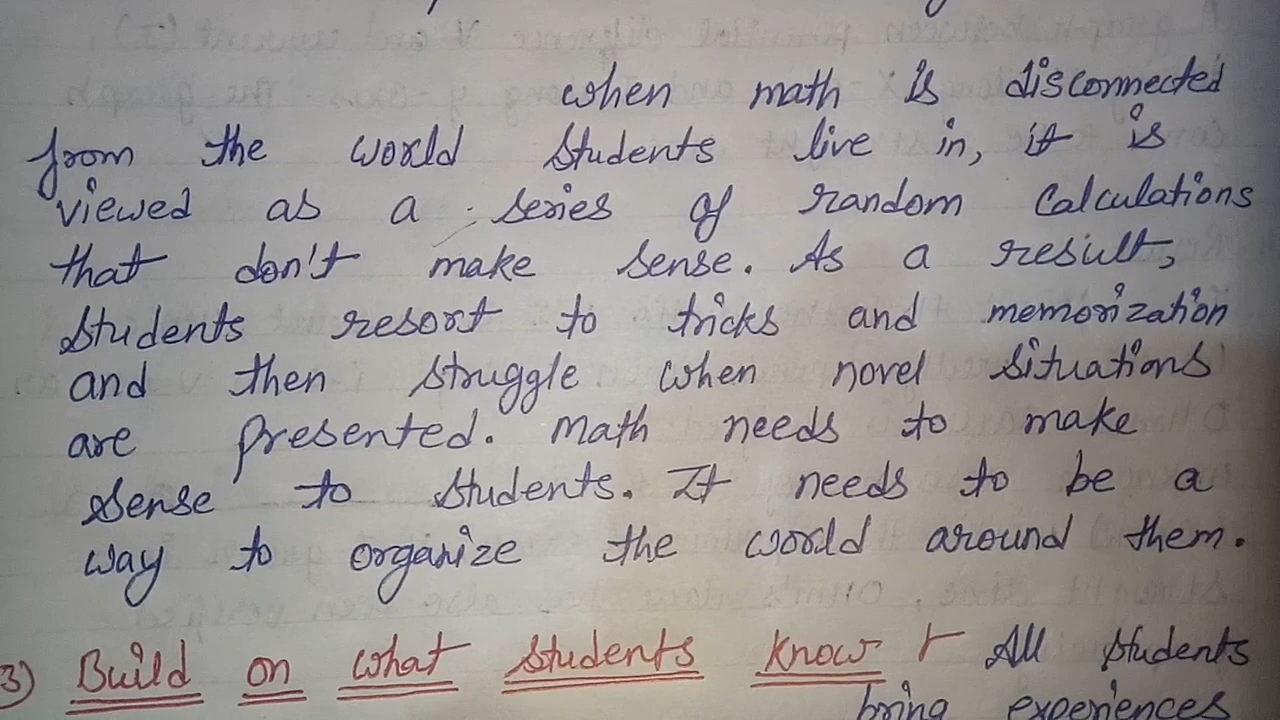 when math is disconnected
from the world students live in, it is
viewed as a series of random calculations
that don't make sense. As a result,
students resort to tricks and memorization
and then struggle when novel situations
are presented. Math needs to make
sense to students. It needs to be a
way to organize the world around them.
3) Build on what students know :- All students
bring experiences